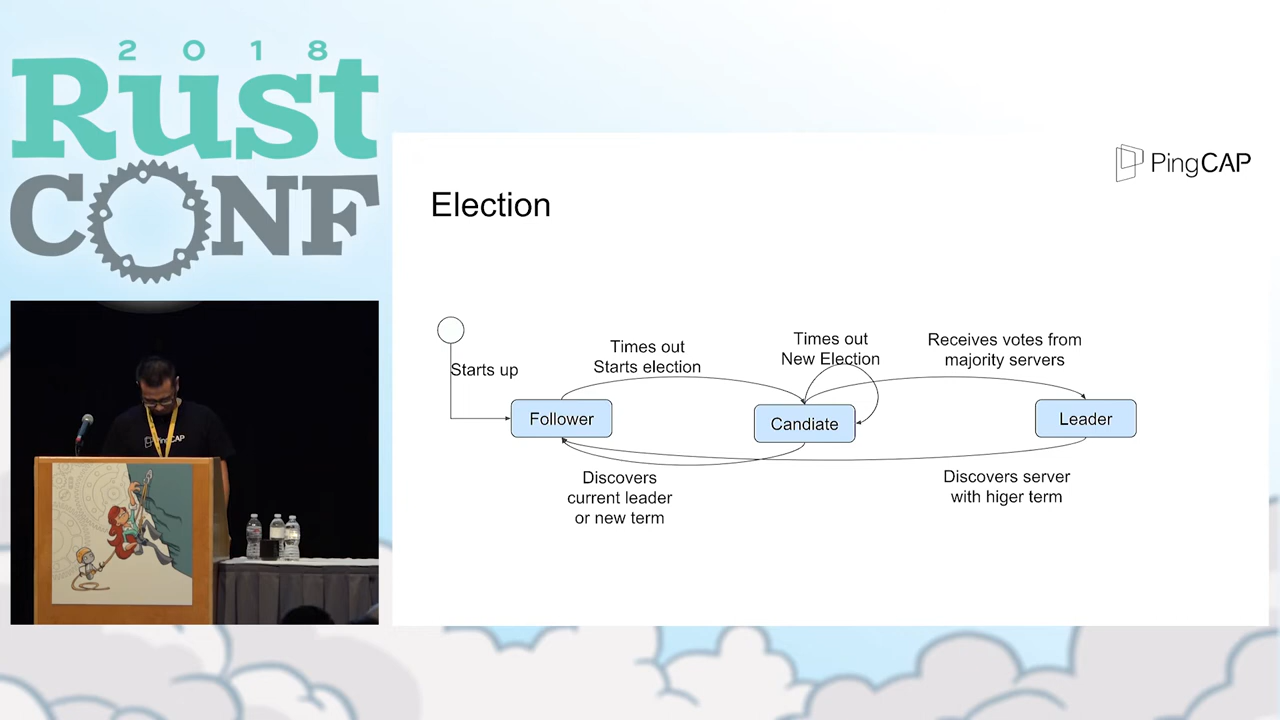 2018
Rust
CONF
PingCAP
Election
Starts up
Times out
Starts election
Times out
New Election
Receives votes from
majority servers
Follower
Candiate
Leader
Discovers
current leader
or new term
Discovers server
with higer term
PingCAP